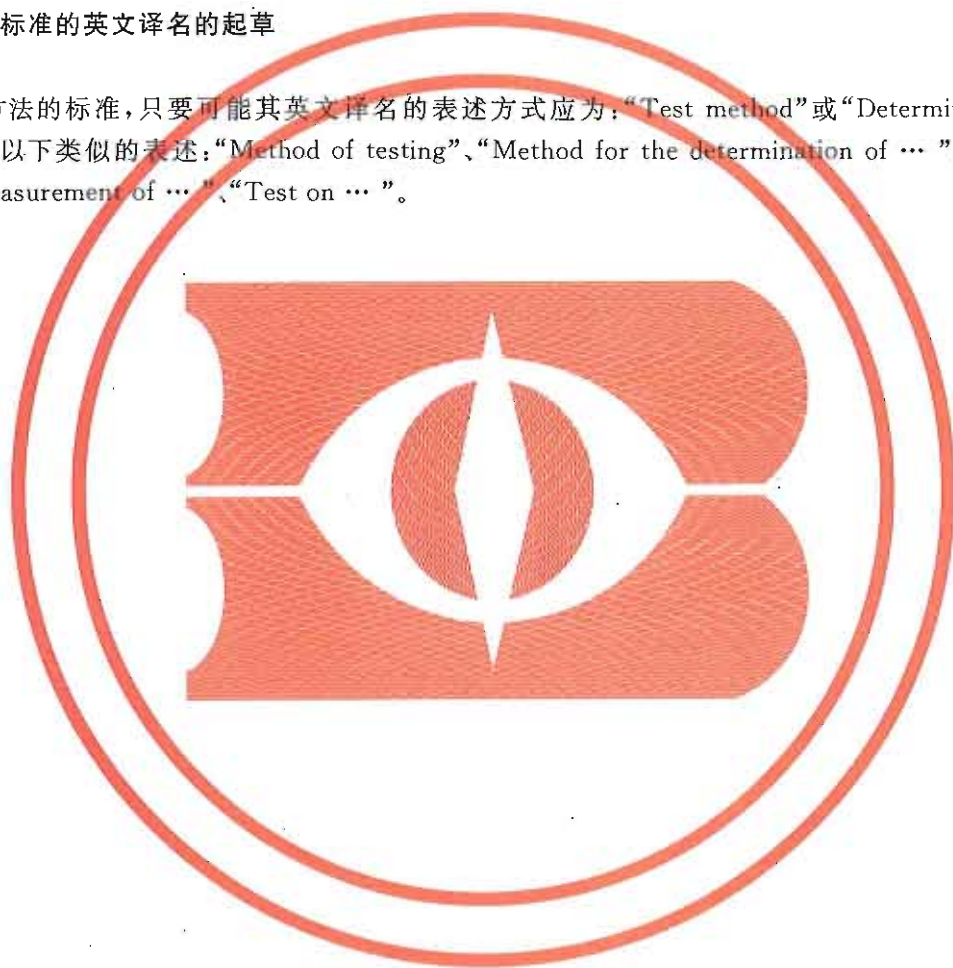 标准的英文译名的起草
方法的标准,只要可能其英文译名的表述方式应为:“Test method”或“Determi
以下类似的表述:“Method of testing”、“Method for the determination of … ”
asurement of … ”、“Test on … ”。